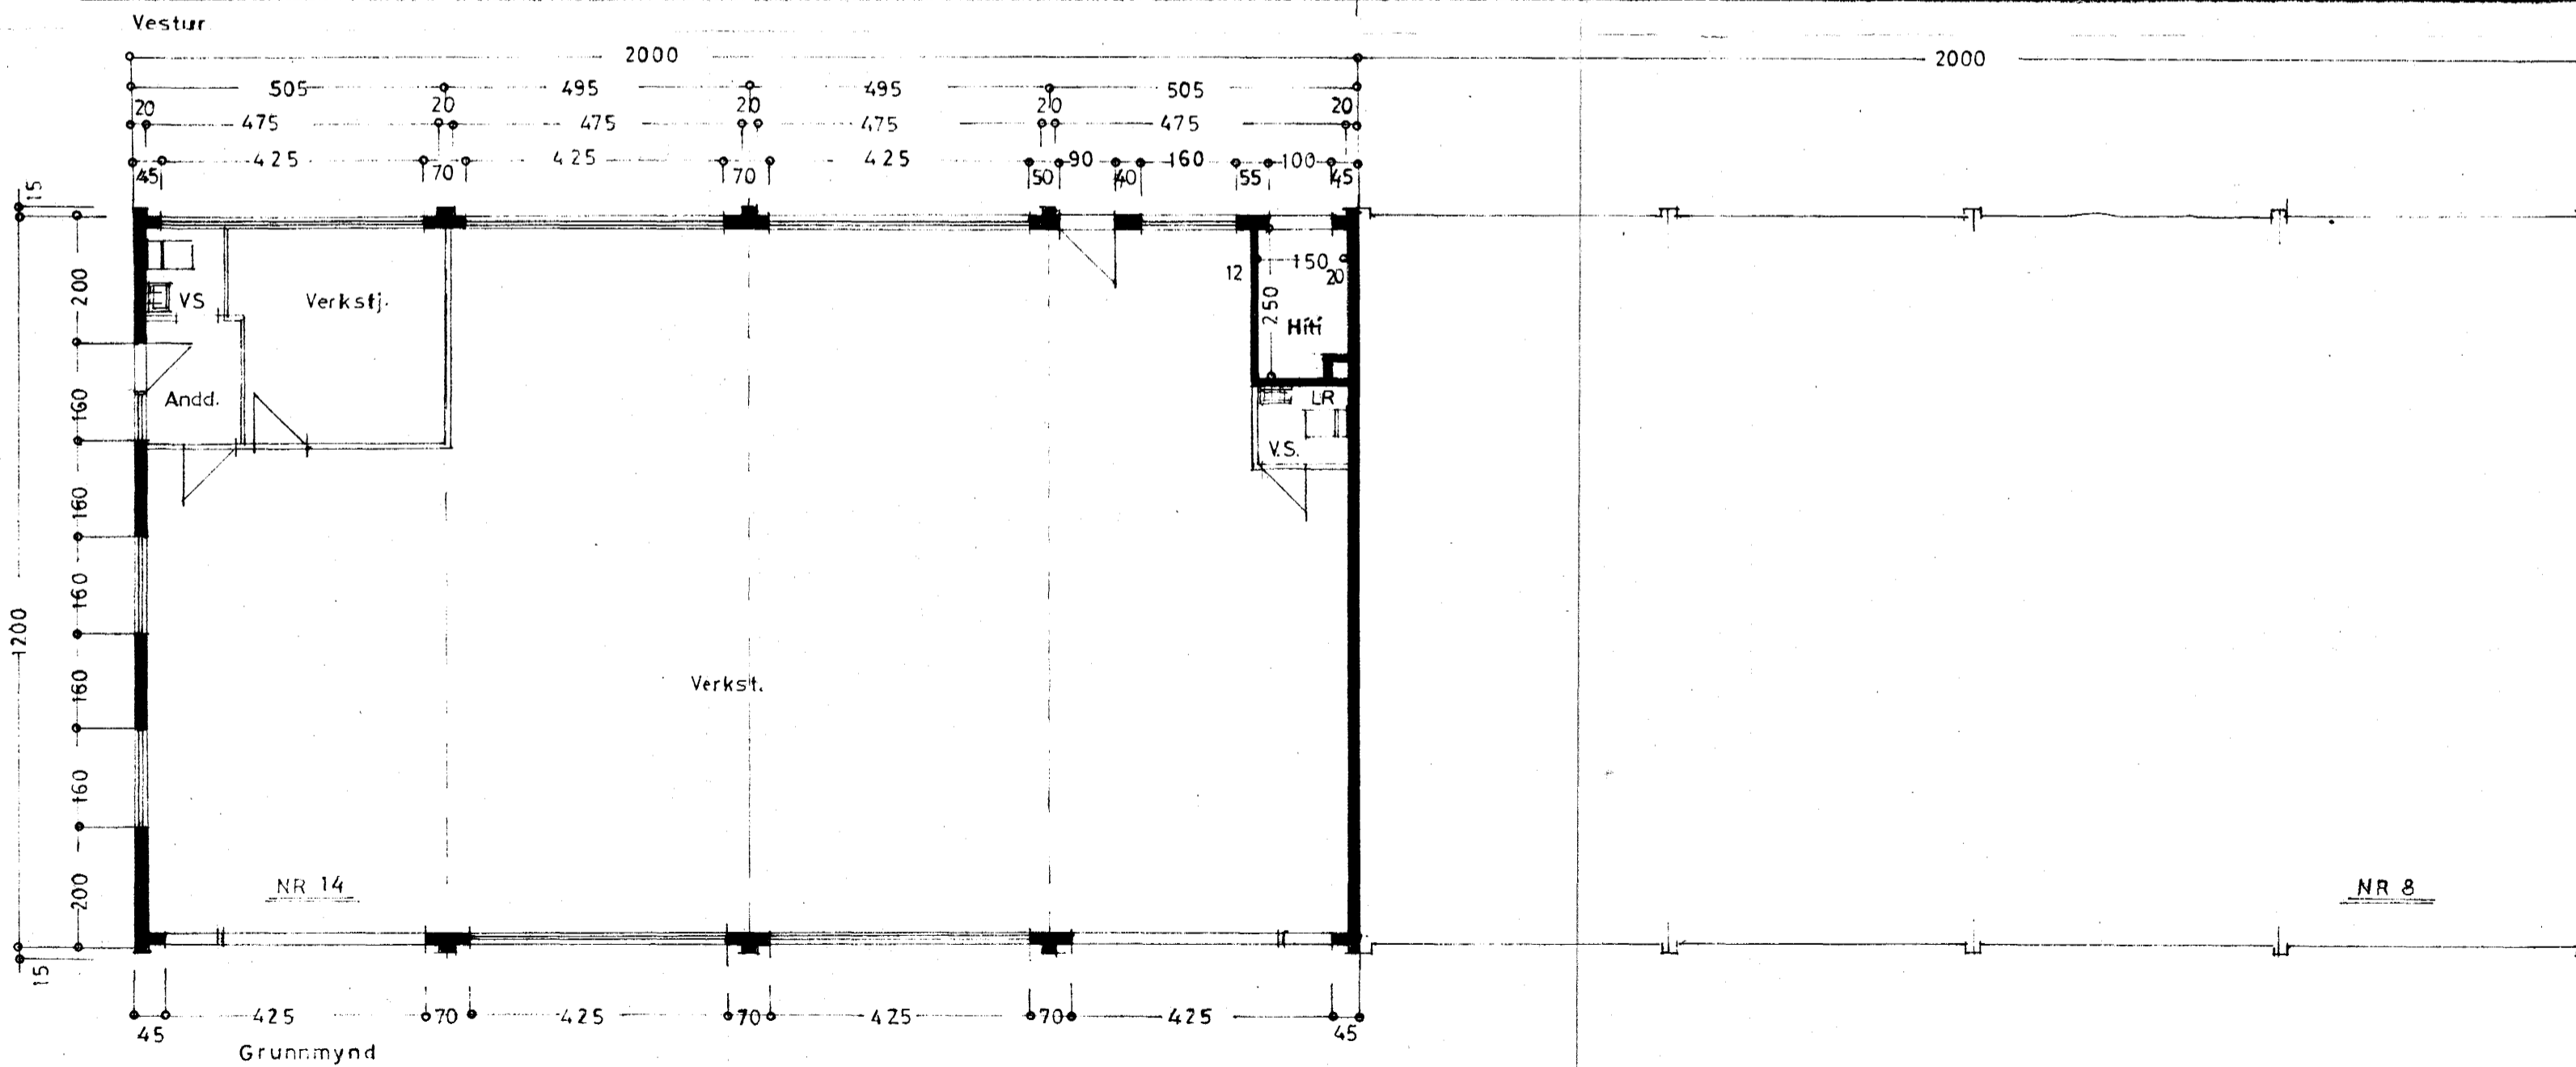 Vestur
2000 2000
505 495 495 505
20 20 20 20 20
475 475 475 475
425 425 425 90 160 100
45 70 70 50 40 55 45
15
200
160
160
160
160
160
200
1200
15
VS Verkstj.
Andd.
12 150 20
250
Hiti
LR
V.S.
Verkst.
NR 14 NR 8
425 70 425 70 425 70 425
45 45
Grunnmynd